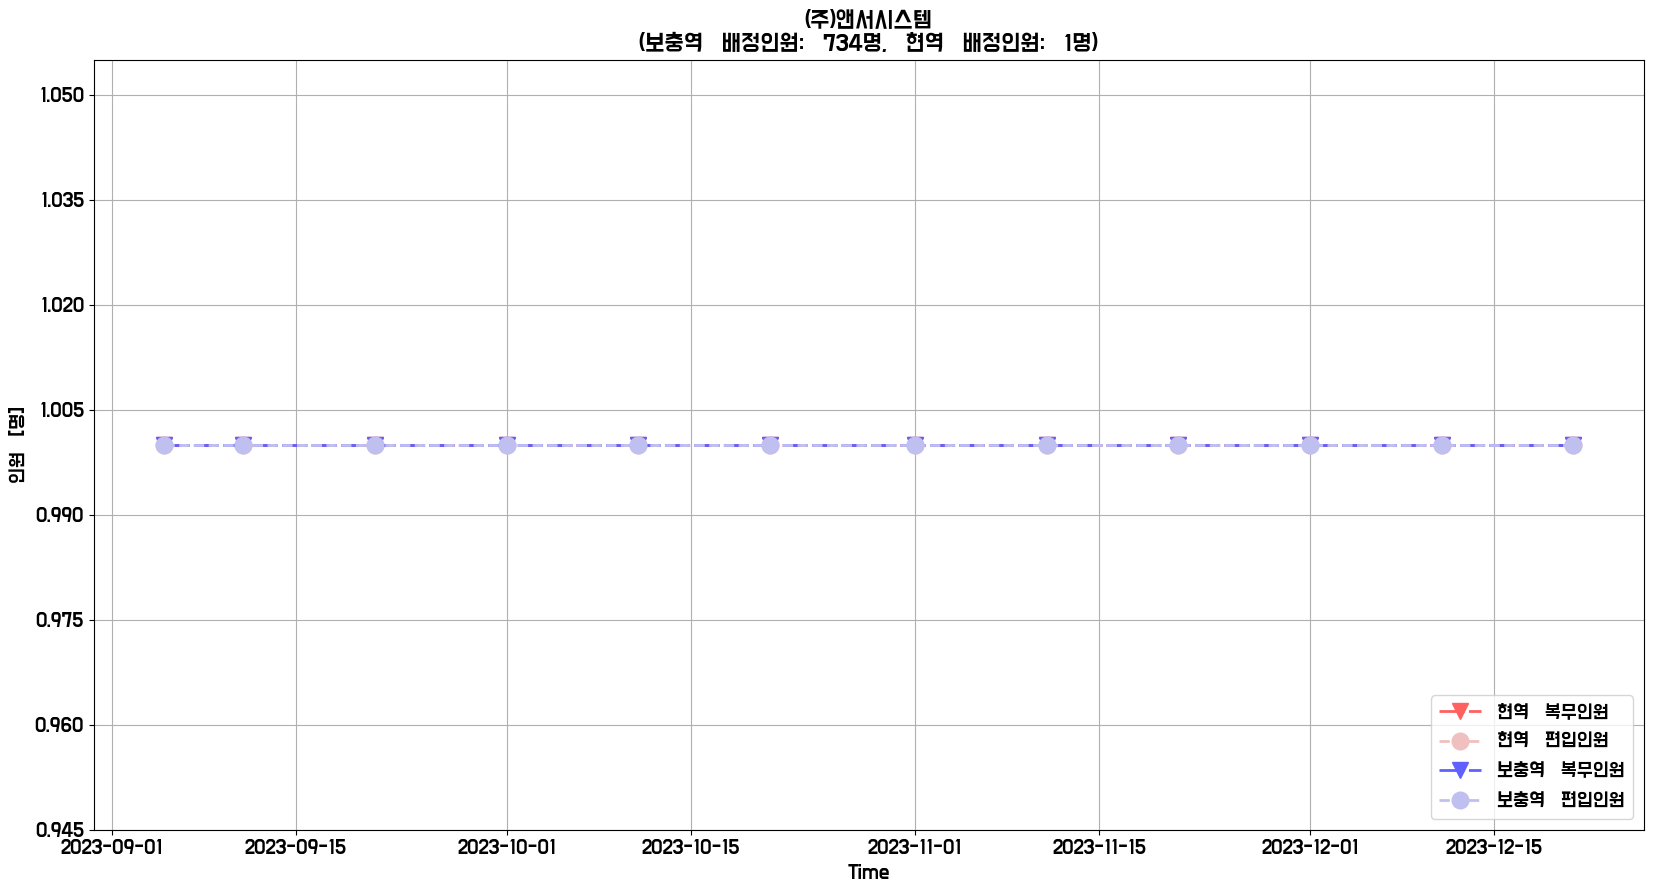 (주)앤서시스템
(보충역 배정인원: 734명, 현역 배정인원: 1명)
1.050
1.035
1.020
1.005
0.990
0.975
0.960
0.945
인원 [명]
현역 복무인원
현역 편입인원
보충역 복무인원
보충역 편입인원
2023-09-01 2023-09-15 2023-10-01 2023-10-15 2023-11-01 2023-11-15 2023-12-01 2023-12-15
Time